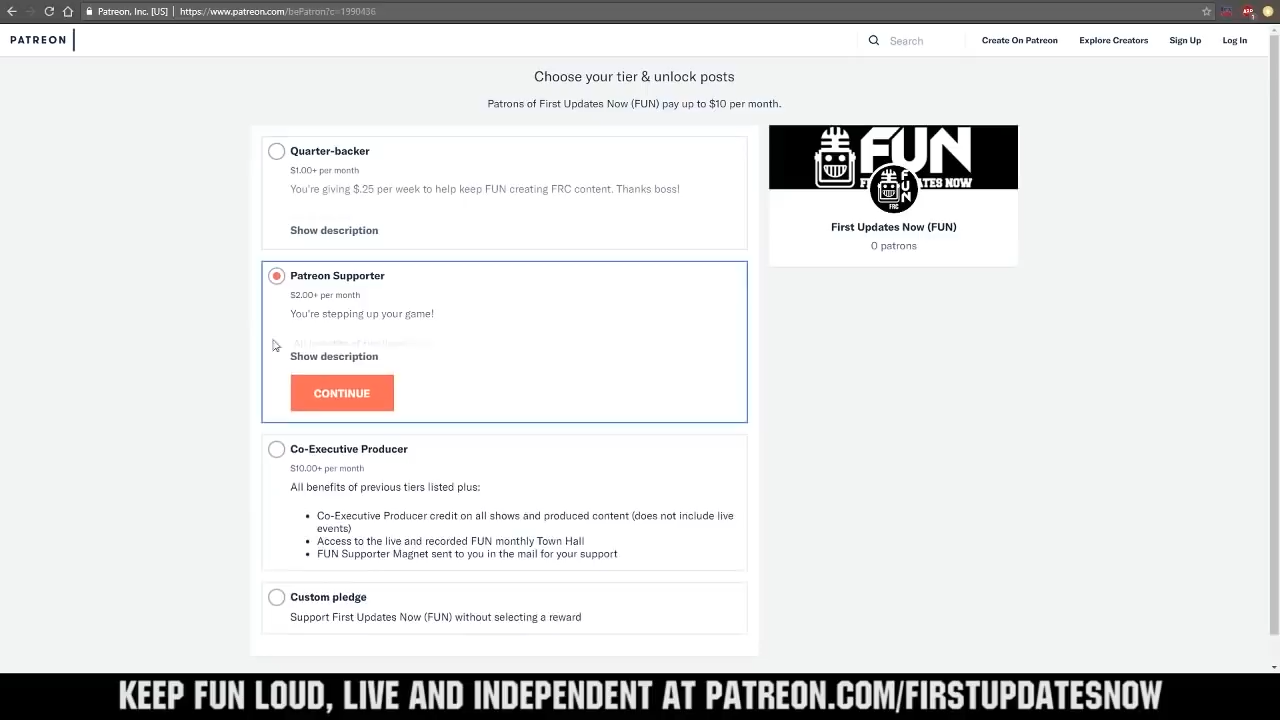 Patreon, Inc. [US] | https://www.patreon.com/bePatron?c=1990436
PATREON
Search
Create On Patreon
Explore Creators
Sign Up
Log In
Choose your tier & unlock posts
Patrons of First Updates Now (FUN) pay up to $10 per month.
Quarter-backer
$1.00+ per month
You're giving $.25 per week to help keep FUN creating FRC content. Thanks boss!
Show description
Patreon Supporter
$2.00+ per month
You're stepping up your game!
Show description
CONTINUE
Co-Executive Producer
$10.00+ per month
All benefits of previous tiers listed plus:
• Co-Executive Producer credit on all shows and produced content (does not include live
events)
• Access to the live and recorded FUN monthly Town Hall
• FUN Supporter Magnet sent to you in the mail for your support
Custom pledge
Support First Updates Now (FUN) without selecting a reward
FUN
TES NOW
FUN
FRC
First Updates Now (FUN)
0 patrons
KEEP FUN LOUD, LIVE AND INDEPENDENT AT PATREON.COM/FIRSTUPDATESNOW